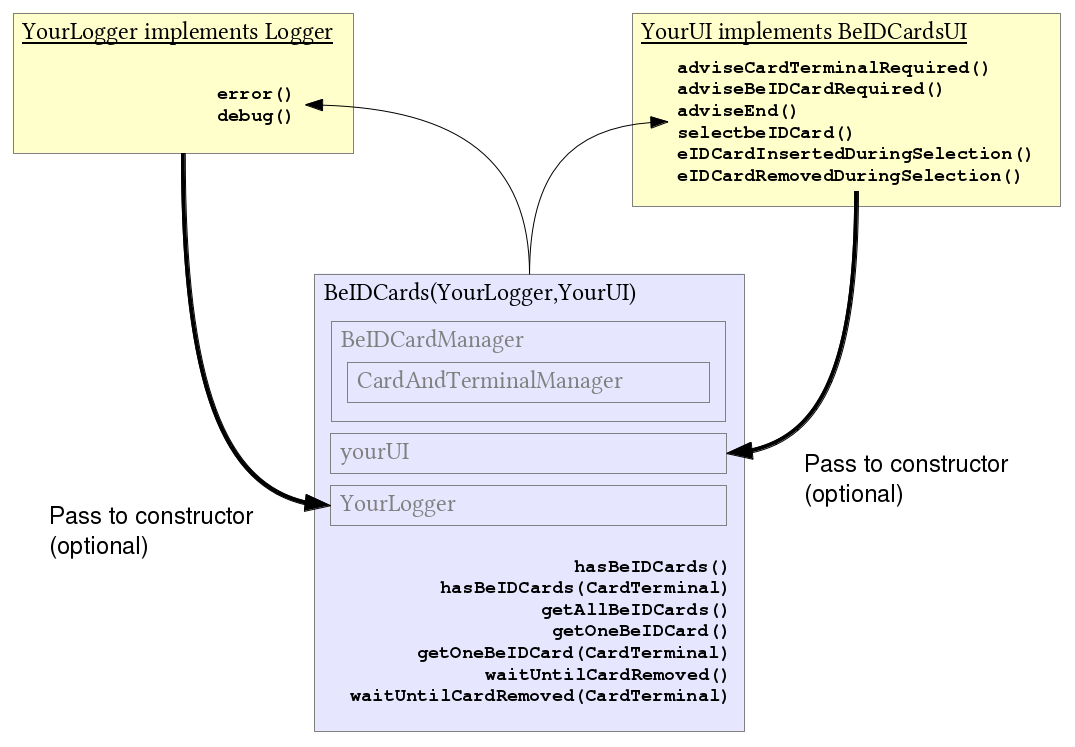 YourLogger implements Logger
error()
debug()
YourUI implements BeIDCardsUI
adviseCardTerminalRequired()
adviseBeIDCardRequired()
adviseEnd()
selectbeIDCard()
eIDCardInsertedDuringSelection()
eIDCardRemovedDuringSelection()
BeIDCards(YourLogger,YourUI)
BeIDCardManager
CardAndTerminalManager
yourUI
YourLogger
Pass to constructor
(optional)
Pass to constructor
(optional)
hasBeIDCards()
hasBeIDCards(CardTerminal)
getAllBeIDCards()
getOneBeIDCard()
getOneBeIDCard(CardTerminal)
waitUntilCardRemoved()
waitUntilCardRemoved(CardTerminal)